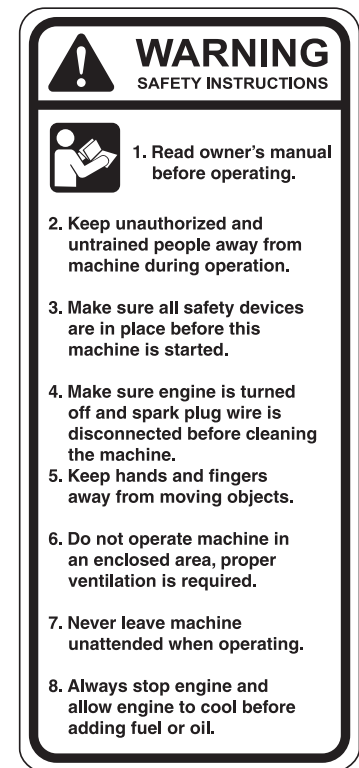 WARNING
SAFETY INSTRUCTIONS
1. Read owner's manual
before operating.
2. Keep unauthorized and
untrained people away from
machine during operation.
3. Make sure all safety devices
are in place before this
machine is started.
4. Make sure engine is turned
off and spark plug wire is
disconnected before cleaning
the machine.
5. Keep hands and fingers
away from moving objects.
6. Do not operate machine in
an enclosed area, proper
ventilation is required.
7. Never leave machine
unattended when operating.
8. Always stop engine and
allow engine to cool before
adding fuel or oil.